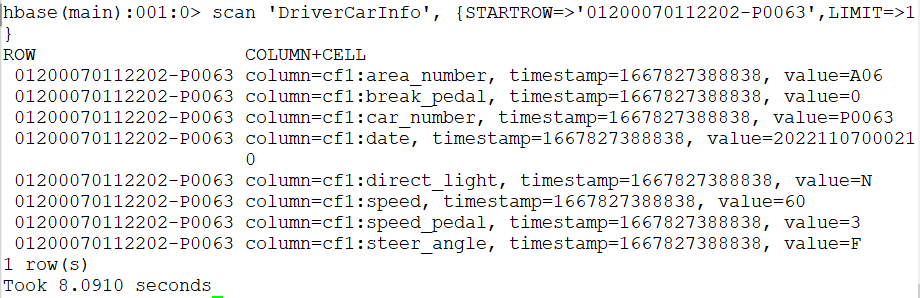 hbase(main):001:0> scan 'DriverCarInfo', {STARTROW=>'01200070112202-P0063',LIMIT=>1
}
ROW                   COLUMN+CELL
 01200070112202-P0063 column=cf1:area_number, timestamp=1667827388838, value=A06
 01200070112202-P0063 column=cf1:break_pedal, timestamp=1667827388838, value=0
 01200070112202-P0063 column=cf1:car_number, timestamp=1667827388838, value=P0063
 01200070112202-P0063 column=cf1:date, timestamp=1667827388838, value=2022110700021
                      0
 01200070112202-P0063 column=cf1:direct_light, timestamp=1667827388838, value=N
 01200070112202-P0063 column=cf1:speed, timestamp=1667827388838, value=60
 01200070112202-P0063 column=cf1:speed_pedal, timestamp=1667827388838, value=3
 01200070112202-P0063 column=cf1:steer_angle, timestamp=1667827388838, value=F
1 row(s)
Took 8.0910 seconds